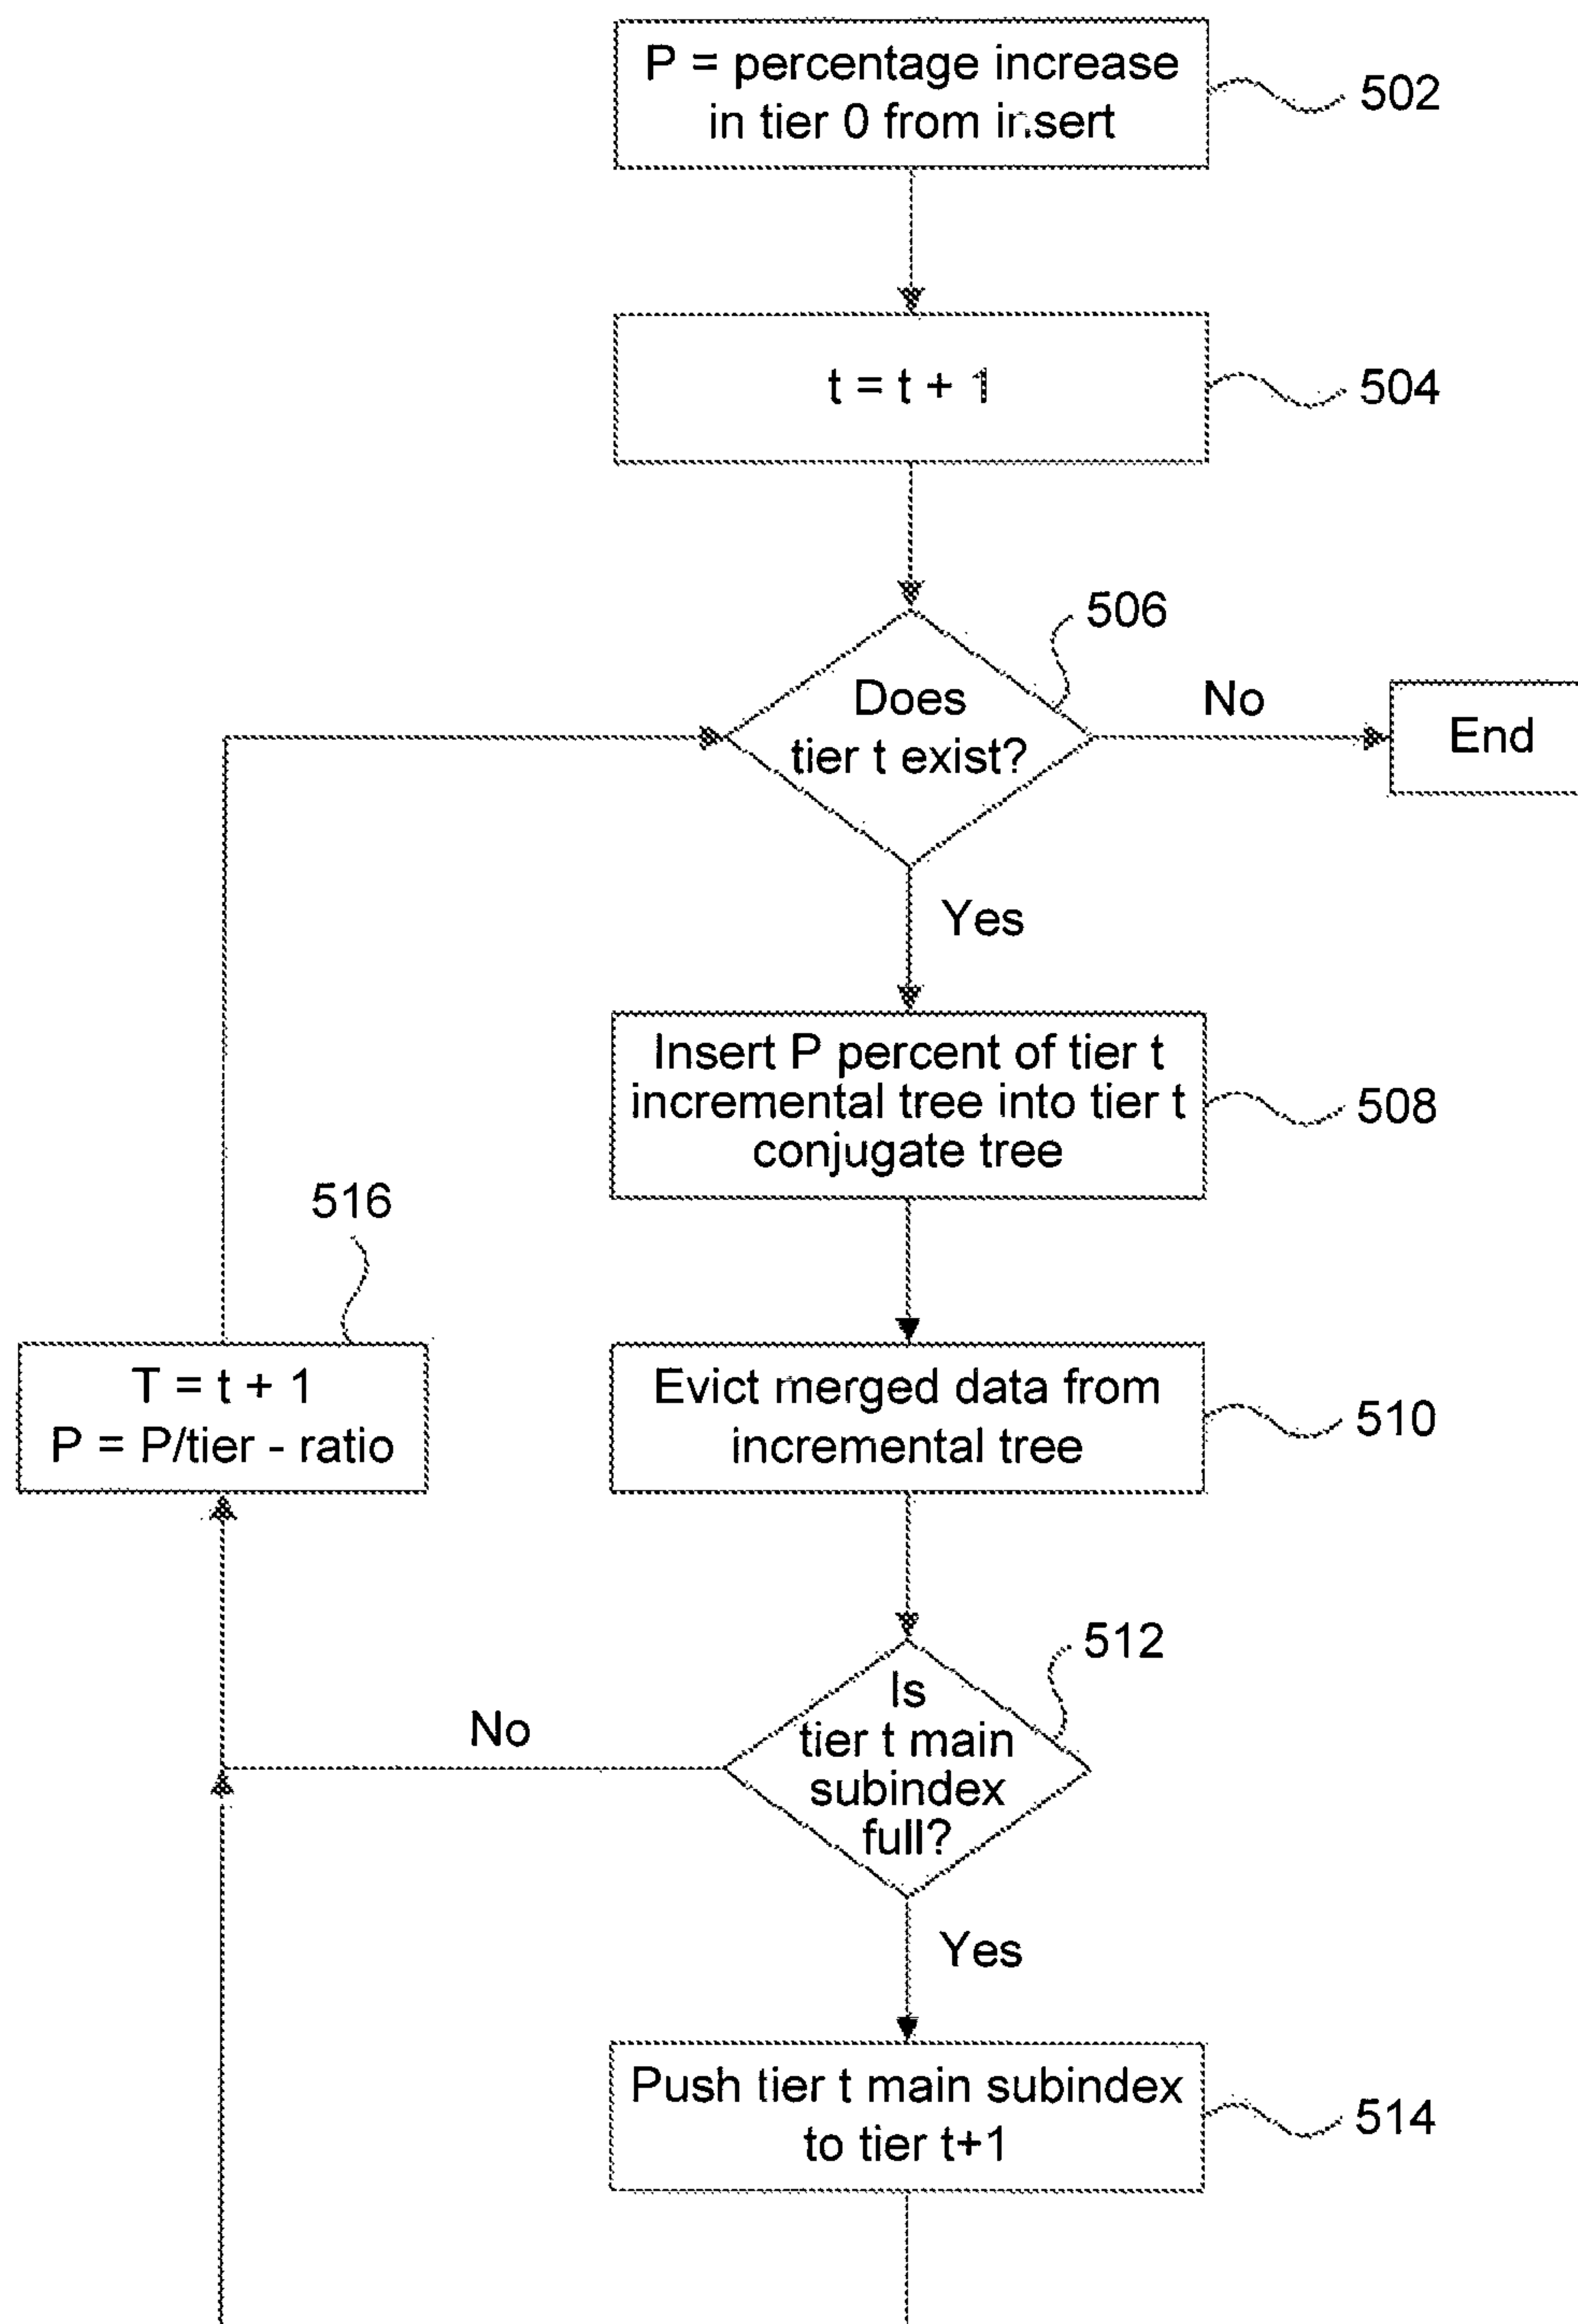 P = percentage increase
in tier 0 from insert
502
t = t + 1
504
506
Does
tier t exist?
No
End
Yes
Insert P percent of tier t
incremental tree into tier t
conjugate tree
508
516
T = t + 1
P = P/tier - ratio
Evict merged data from
incremental tree
510
512
Is
tier t main
subindex
full?
No
Yes
Push tier t main subindex
to tier t+1
514